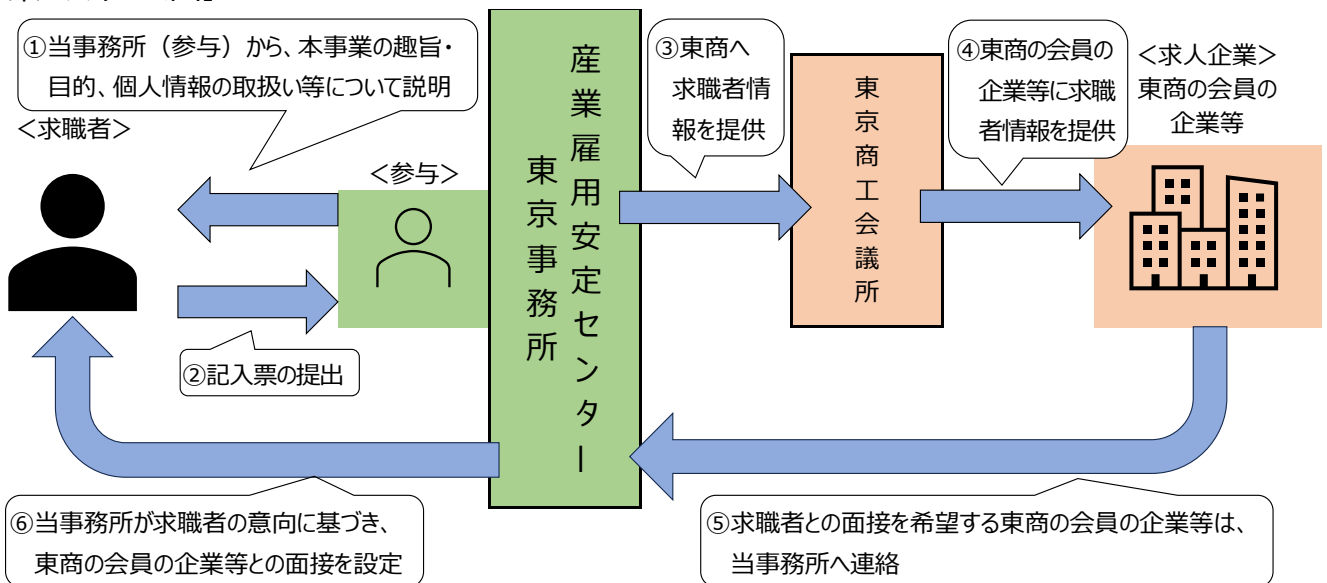 ①当事務所（参与）から、本事業の趣旨・
目的、個人情報の取扱い等について説明
＜求職者＞
＜参与＞
②記入票の提出
産業雇用安定センター
東京事務所
③東商へ
求職者情
報を提供
東京商工会議所
④東商の会員の
企業等に求職
者情報を提供
＜求人企業＞
東商の会員の
企業等
⑤求職者との面接を希望する東商の会員の企業等は、
当事務所へ連絡
⑥当事務所が求職者の意向に基づき、
東商の会員の企業等との面接を設定